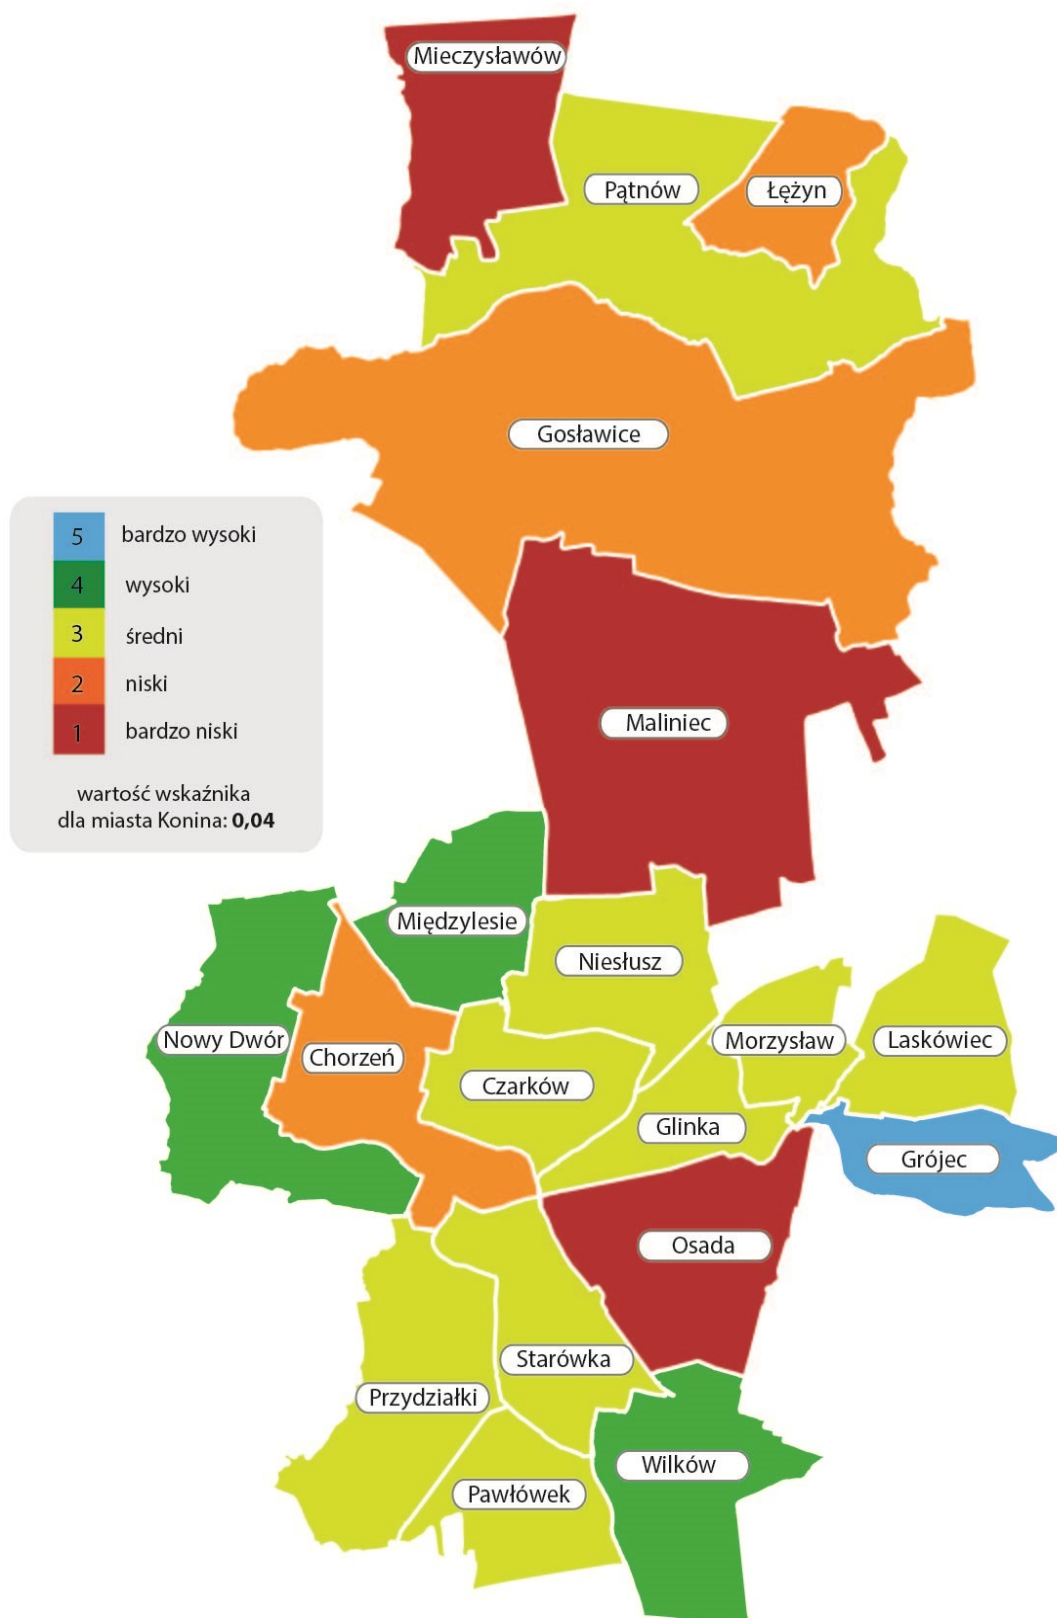 Mieczysławów
Pątnów
Łężyn
Gosławice
5 bardzo wysoki
4 wysoki
3 średni
2 niski
1 bardzo niski
wartość wskaźnika
dla miasta Konina: 0,04
Maliniec
Międzylesie
Niesłusz
Nowy Dwór
Chorzeń
Morzysław
Laskówiec
Czarków
Glinka
Grójec
Osada
Starówka
Przydziałki
Wilków
Pawłówek